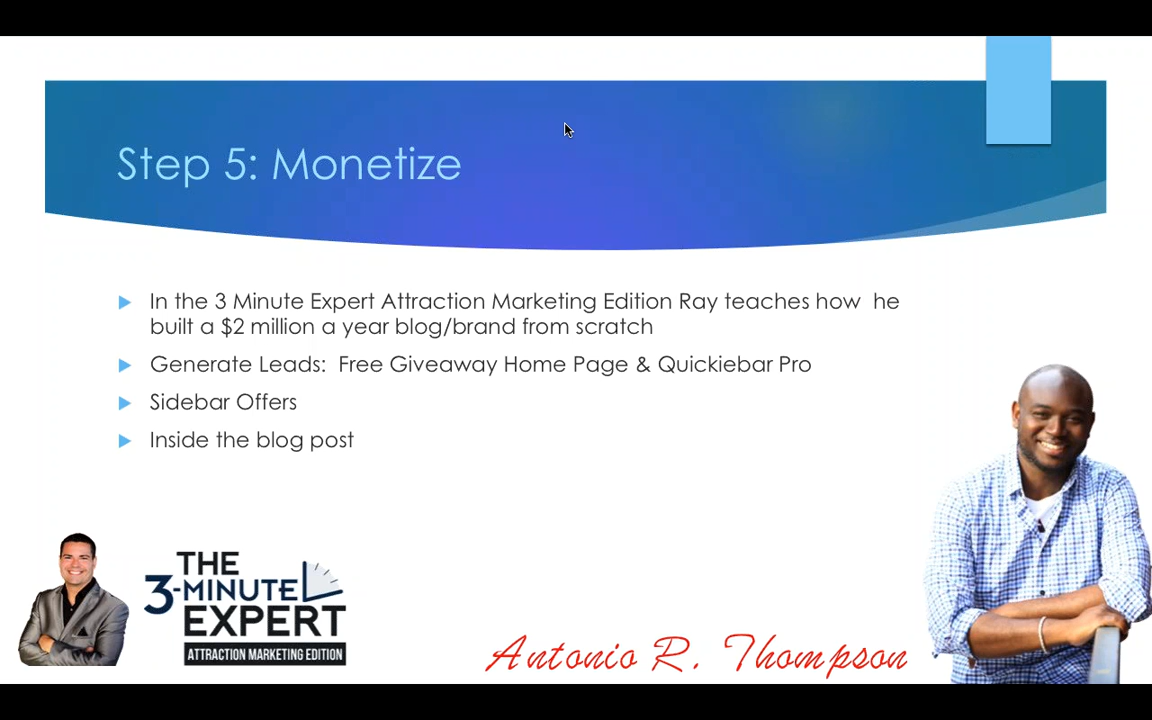 Step 5: Monetize
In the 3 Minute Expert Attraction Marketing Edition Ray teaches how  he
built a $2 million a year blog/brand from scratch
Generate Leads:  Free Giveaway Home Page & Quickiebar Pro
Sidebar Offers
Inside the blog post
THE
3-MINUTE
EXPERT
ATTRACTION MARKETING EDITION
Antonio R. Thompson